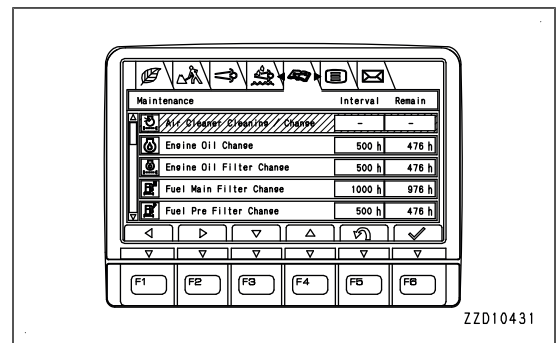 Maintenance Interval Remain
Air Cleaner Cleaning / Change - -
Engine Oil Change 500 h 476 h
Engine Oil Filter Change 500 h 476 h
Fuel Main Filter Change 1000 h 976 h
Fuel Pre Filter Change 500 h 476 h
F1 F2 F3 F4 F5 F6
ZZD10431